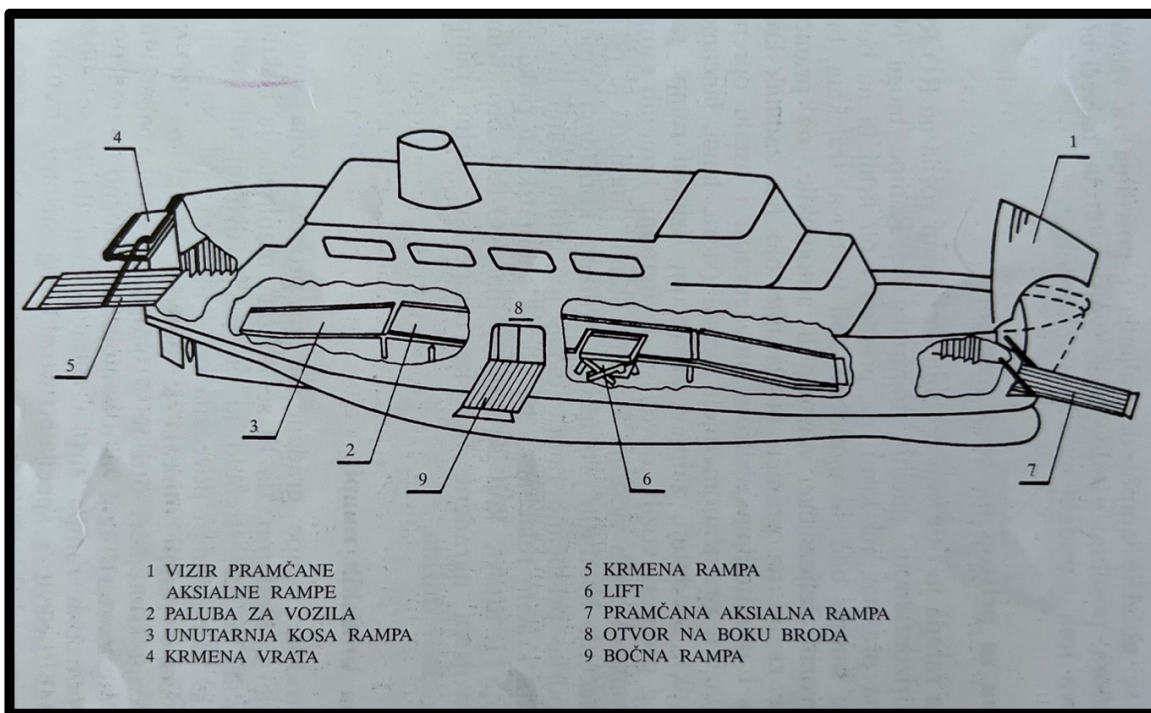 4
1
8
5
3
2
9
6
7
1 VIZIR PRAMČANE
AKSIALNE RAMPE
2 PALUBA ZA VOZILA
3 UNUTARNJA KOSA RAMPA
4 KRMENA VRATA
5 KRMENA RAMPA
6 LIFT
7 PRAMČANA AKSIALNA RAMPA
8 OTVOR NA BOKU BRODA
9 BOČNA RAMPA